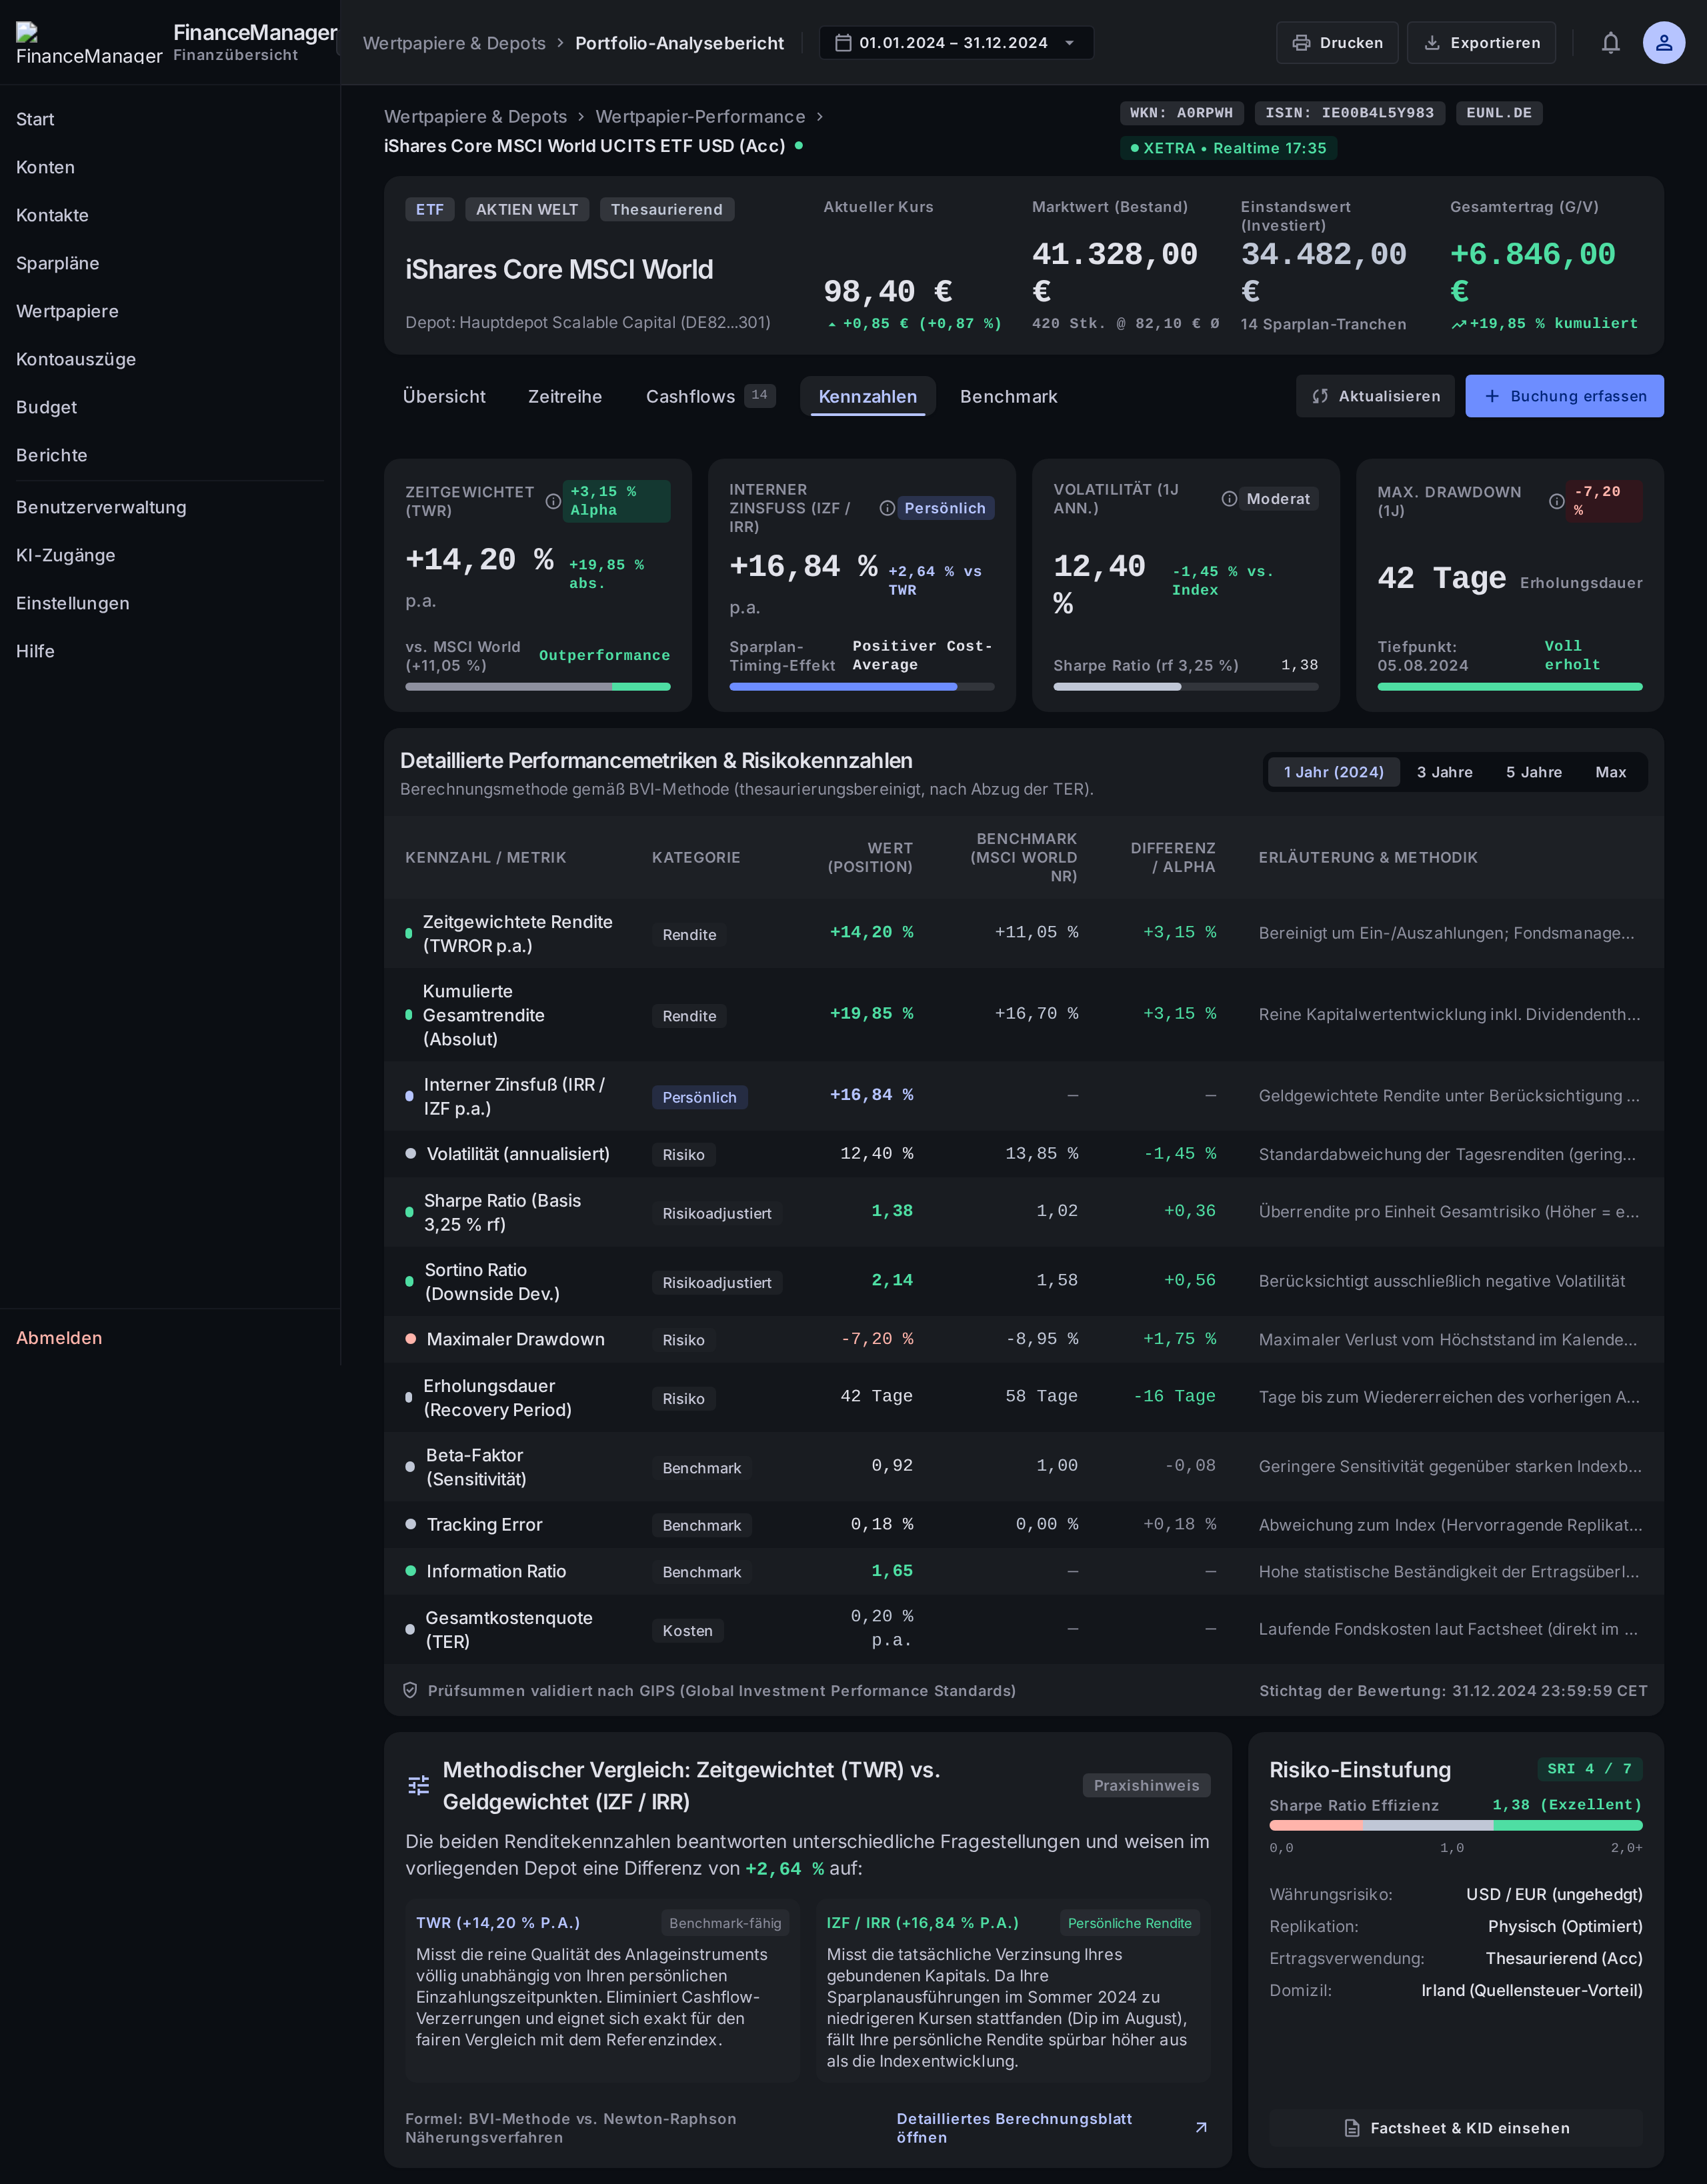 FinanceManager
FinanceManager
Finanzübersicht
Wertpapiere & Depots
Portfolio-Analysebericht
01.01.2024 – 31.12.2024
Drucken
Exportieren
Start
Konten
Kontakte
Sparpläne
Wertpapiere
Kontoauszüge
Budget
Berichte
Benutzerverwaltung
KI-Zugänge
Einstellungen
Hilfe
Abmelden
Wertpapiere & Depots
Wertpapier-Performance
iShares Core MSCI World UCITS ETF USD (Acc)
WKN: A0RPWH
ISIN: IE00B4L5Y983
EUNL.DE
XETRA • Realtime 17:35
ETF
AKTIEN WELT
Thesaurierend
iShares Core MSCI World
Depot: Hauptdepot Scalable Capital (DE82...301)
Aktueller Kurs
98,40 €
+0,85 € (+0,87 %)
Marktwert (Bestand)
41.328,00
€
420 Stk. @ 82,10 € Ø
Einstandswert
(Investiert)
34.482,00
€
14 Sparplan-Tranchen
Gesamtertrag (G/V)
+6.846,00
€
+19,85 % kumuliert
Übersicht
Zeitreihe
Cashflows 14
Kennzahlen
Benchmark
Aktualisieren
Buchung erfassen
ZEITGEWICHTET
(TWR)
+3,15 %
Alpha
+14,20 %
p.a.
+19,85 %
abs.
vs. MSCI World
(+11,05 %)
Outperformance
INTERNER
ZINSFUSS (IZF /
IRR)
Persönlich
+16,84 %
p.a.
+2,64 % vs
TWR
Sparplan-
Timing-Effekt
Positiver Cost-
Average
VOLATILITÄT (1J
ANN.)
Moderat
12,40
%
-1,45 % vs.
Index
Sharpe Ratio (rf 3,25 %)
1,38
MAX. DRAWDOWN
(1J)
-7,20
%
42 Tage
Erholungsdauer
Tiefpunkt:
05.08.2024
Voll
erholt
Detaillierte Performancemetriken & Risikokennzahlen
Berechnungsmethode gemäß BVI-Methode (thesaurierungsbereinigt, nach Abzug der TER).
1 Jahr (2024)
3 Jahre
5 Jahre
Max
KENNZAHL / METRIK
KATEGORIE
WERT
(POSITION)
BENCHMARK
(MSCI WORLD
NR)
DIFFERENZ
/ ALPHA
ERLÄUTERUNG & METHODIK
Zeitgewichtete Rendite
(TWROR p.a.)
Rendite
+14,20 %
+11,05 %
+3,15 %
Bereinigt um Ein-/Auszahlungen; Fondsmanage...
Kumulierte
Gesamtrendite
(Absolut)
Rendite
+19,85 %
+16,70 %
+3,15 %
Reine Kapitalwertentwicklung inkl. Dividendenth...
Interner Zinsfuß (IRR /
IZF p.a.)
Persönlich
+16,84 %
—
—
Geldgewichtete Rendite unter Berücksichtigung ...
Volatilität (annualisiert)
Risiko
12,40 %
13,85 %
-1,45 %
Standardabweichung der Tagesrenditen (gering...
Sharpe Ratio (Basis
3,25 % rf)
Risikoadjustiert
1,38
1,02
+0,36
Überrendite pro Einheit Gesamtrisiko (Höher = e...
Sortino Ratio
(Downside Dev.)
Risikoadjustiert
2,14
1,58
+0,56
Berücksichtigt ausschließlich negative Volatilität
Maximaler Drawdown
Risiko
-7,20 %
-8,95 %
+1,75 %
Maximaler Verlust vom Höchststand im Kalende...
Erholungsdauer
(Recovery Period)
Risiko
42 Tage
58 Tage
-16 Tage
Tage bis zum Wiedererreichen des vorherigen A...
Beta-Faktor
(Sensitivität)
Benchmark
0,92
1,00
-0,08
Geringere Sensitivität gegenüber starken Indexb...
Tracking Error
Benchmark
0,18 %
0,00 %
+0,18 %
Abweichung zum Index (Hervorragende Replikat...
Information Ratio
Benchmark
1,65
—
—
Hohe statistische Beständigkeit der Ertragsüberl...
Gesamtkostenquote
(TER)
Kosten
0,20 %
p.a.
—
—
Laufende Fondskosten laut Factsheet (direkt im ...
Prüfsummen validiert nach GIPS (Global Investment Performance Standards)
Stichtag der Bewertung: 31.12.2024 23:59:59 CET
Methodischer Vergleich: Zeitgewichtet (TWR) vs.
Geldgewichtet (IZF / IRR)
Praxishinweis
Die beiden Renditekennzahlen beantworten unterschiedliche Fragestellungen und weisen im
vorliegenden Depot eine Differenz von +2,64 % auf:
TWR (+14,20 % P.A.)
Benchmark-fähig
Misst die reine Qualität des Anlageinstruments
völlig unabhängig von Ihren persönlichen
Einzahlungszeitpunkten. Eliminiert Cashflow-
Verzerrungen und eignet sich exakt für den
fairen Vergleich mit dem Referenzindex.
IZF / IRR (+16,84 % P.A.)
Persönliche Rendite
Misst die tatsächliche Verzinsung Ihres
gebundenen Kapitals. Da Ihre
Sparplanausführungen im Sommer 2024 zu
niedrigeren Kursen stattfanden (Dip im August),
fällt Ihre persönliche Rendite spürbar höher aus
als die Indexentwicklung.
Formel: BVI-Methode vs. Newton-Raphson
Näherungsverfahren
Detailliertes Berechnungsblatt
öffnen
Risiko-Einstufung
SRI 4 / 7
Sharpe Ratio Effizienz
1,38 (Exzellent)
0,0
1,0
2,0+
Währungsrisiko:
USD / EUR (ungehedgt)
Replikation:
Physisch (Optimiert)
Ertragsverwendung:
Thesaurierend (Acc)
Domizil:
Irland (Quellensteuer-Vorteil)
Factsheet & KID einsehen